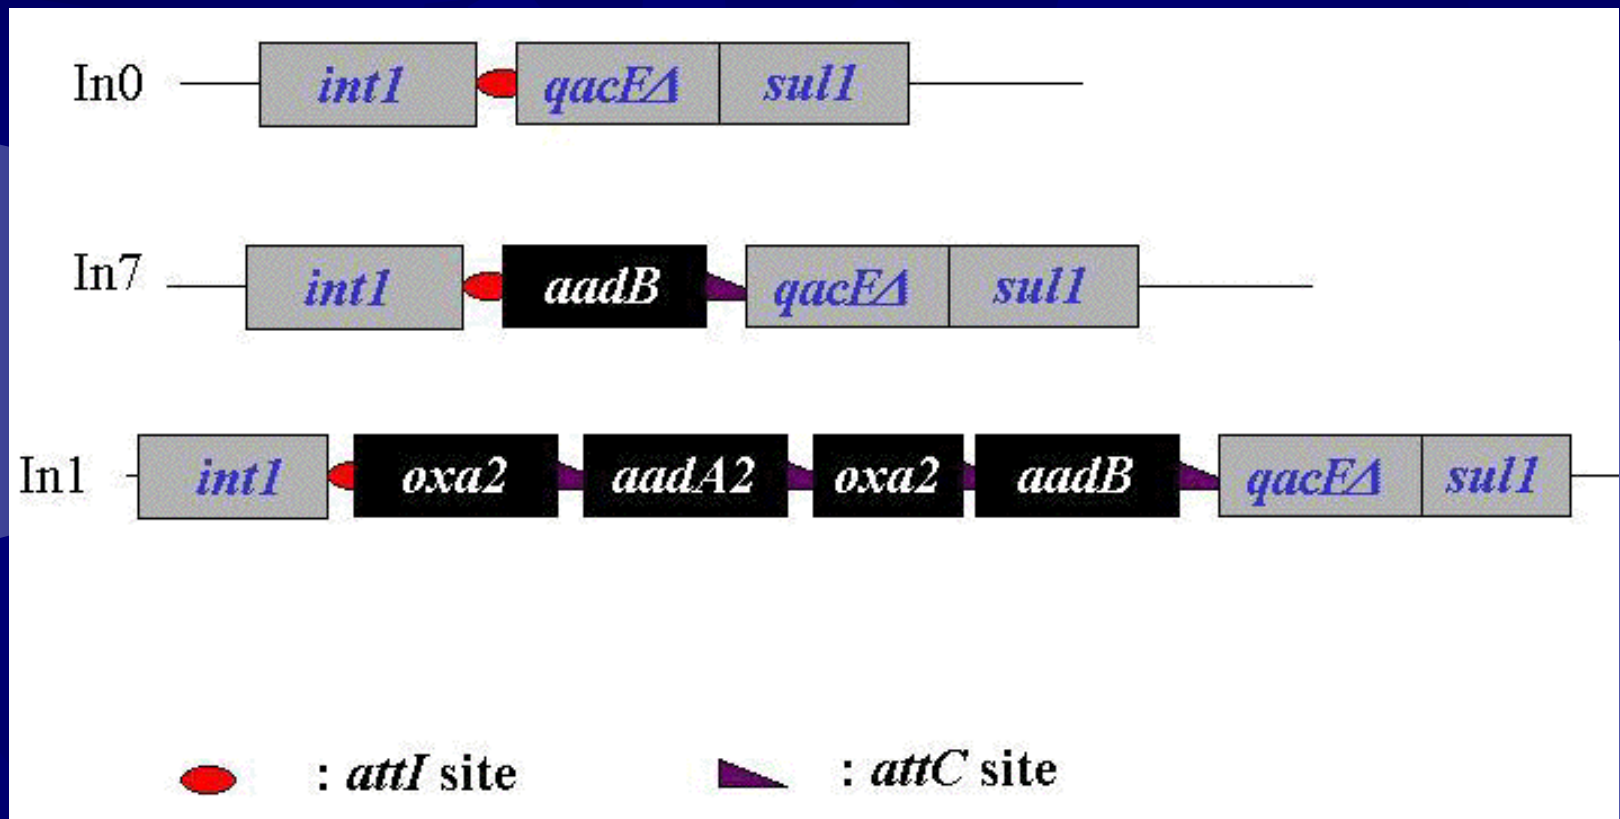 In0 int1 qacEΔ sul1
In7 int1 aadB qacEΔ sul1
In1 int1 oxa2 aadA2 oxa2 aadB qacEΔ sul1
: attI site : attC site